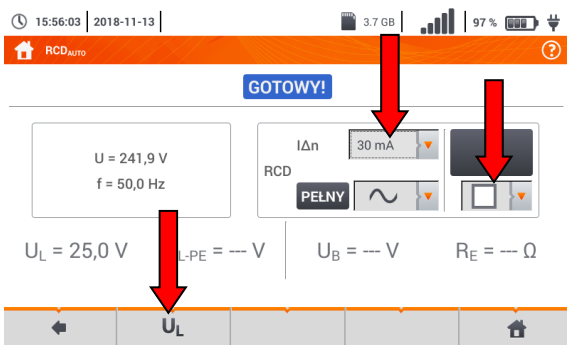 15:56:03 2018-11-13 3.7 GB 97 %
RCDAUTO ?
GOTOWY!
U = 241,9 V
f = 50,0 Hz
IΔn 30 mA
RCD
PEŁNY
UL = 25,0 V L-PE = --- V UB = --- V RE = --- Ω
UL